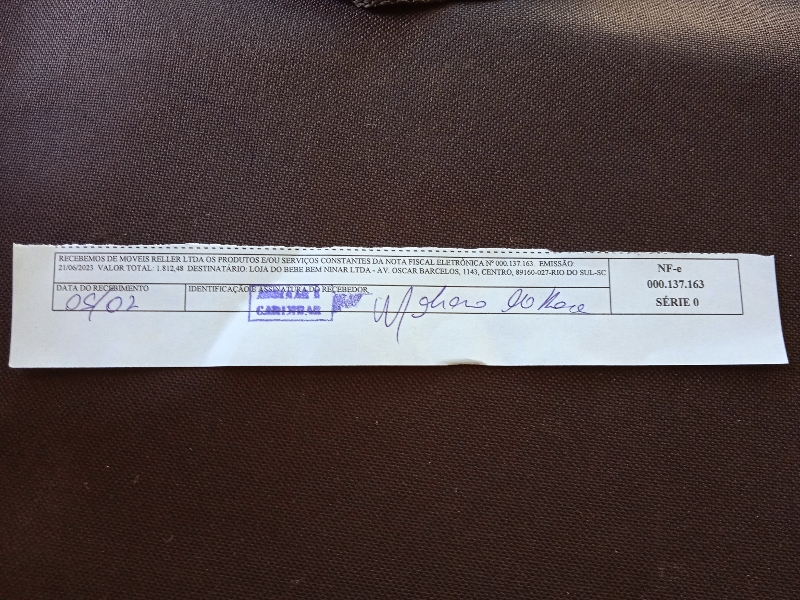 RECEBEMOS DE MOVEIS RELLER LTDA OS PRODUTOS E/OU SERVIÇOS CONSTANTES DA NOTA FISCAL ELETRÔNICA Nº 000.137.163. EMISSÃO:
21/06/2023 VALOR TOTAL: 1.812,48 DESTINATÁRIO: LOJA DO BEBE BEM NINAR LTDA - AV. OSCAR BARCELOS, 1143, CENTRO, 89160-027-RIO DO SUL-SC
DATA DO RECEBIMENTO
IDENTIFICAÇÃO E ASSINATURA DO RECEBEDOR
ASSINAR E
CARIMBAR
NF-e
000.137.163
SÉRIE 0